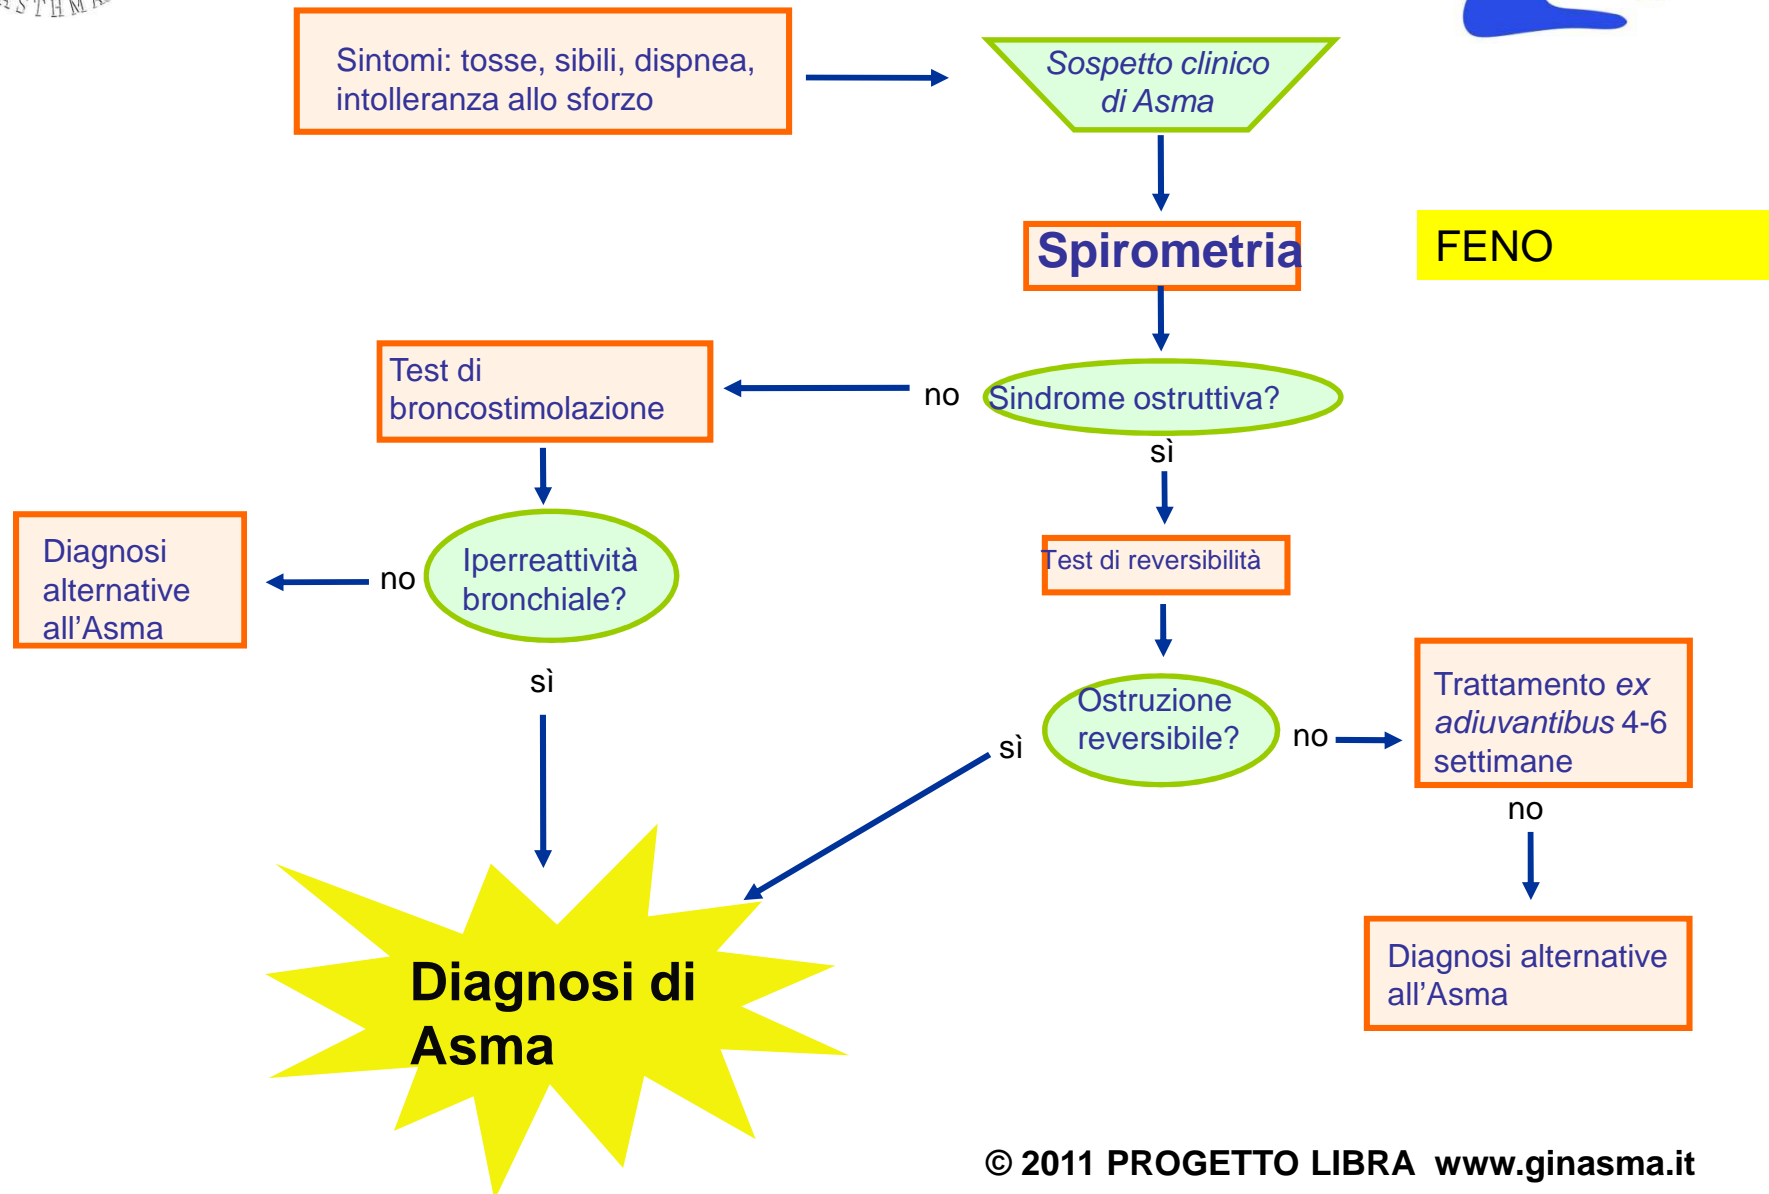 Sintomi: tosse, sibili, dispnea,
intolleranza allo sforzo
Sospetto clinico
di Asma
Spirometria
FENO
Sindrome ostruttiva?
no
Test di
broncostimolazione
sì
Test di reversibilità
Iperreattività
bronchiale?
no
Diagnosi
alternative
all’Asma
sì
Ostruzione
reversibile?
sì
no
Trattamento ex
adiuvantibus 4-6
settimane
no
Diagnosi alternative
all’Asma
Diagnosi di
Asma
© 2011 PROGETTO LIBRA www.ginasma.it